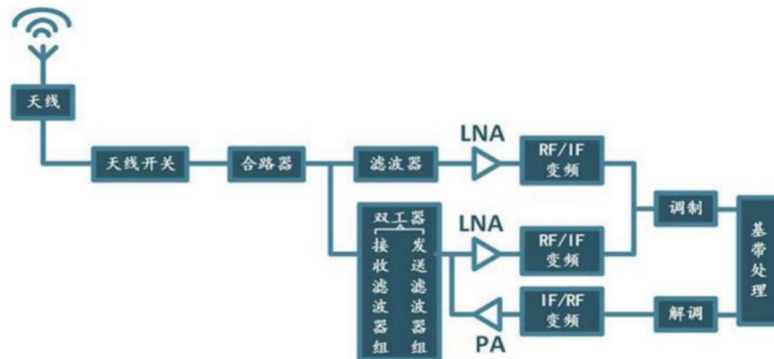 天线
天线开关
合路器
滤波器
LNA
RF/IF
变频
调制
基带处理
双工器
接收滤波器组
发送滤波器组
LNA
RF/IF
变频
PA
IF/RF
变频
解调